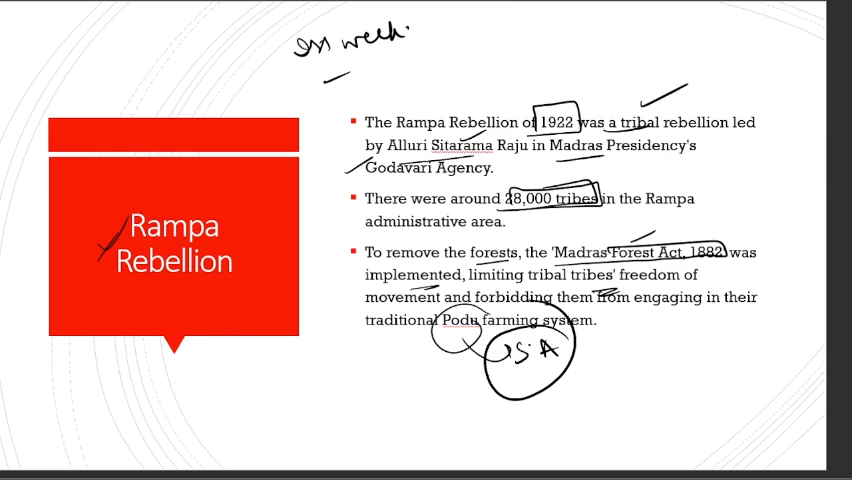 week.
Rampa
Rebellion
The Rampa Rebellion of 1922 was a tribal rebellion led
by Alluri Sitarama Raju in Madras Presidency's
Godavari Agency.
There were around 28,000 tribes in the Rampa
administrative area.
To remove the forests, the 'Madras Forest Act, 1882 was
implemented, limiting tribal tribes' freedom of
movement and forbidding them from engaging in their
traditional Podu farming system.
S.A